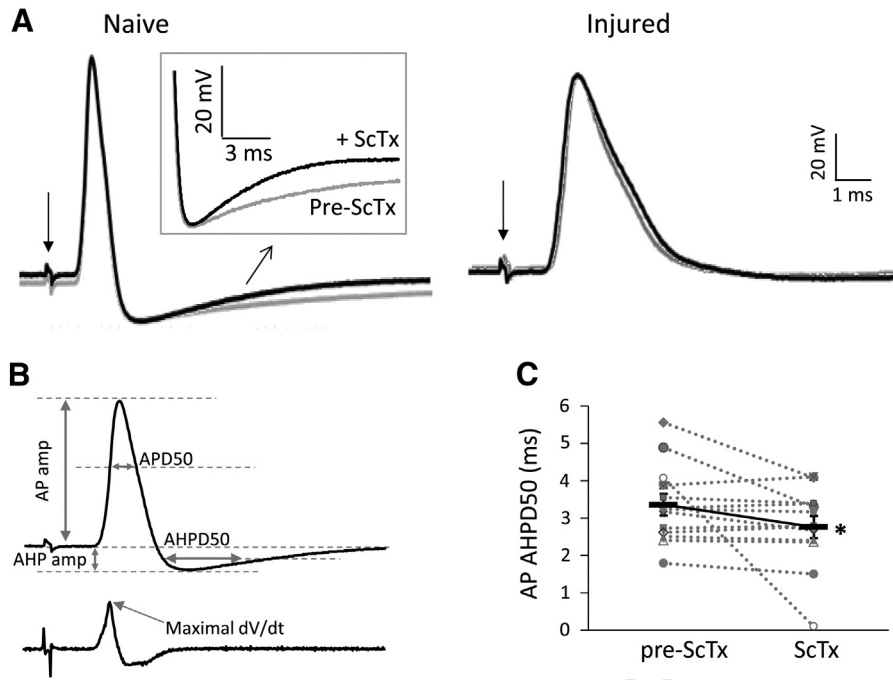 A
Naive
Injured
20 mV
3 ms
+ ScTx
Pre-ScTx
20 mV
1 ms
B
AP amp
APD50
AHPD50
AHP amp
Maximal dV/dt
C
AP AHPD50 (ms)
6
5
4
3
2
1
0
*
pre-ScTx
ScTx